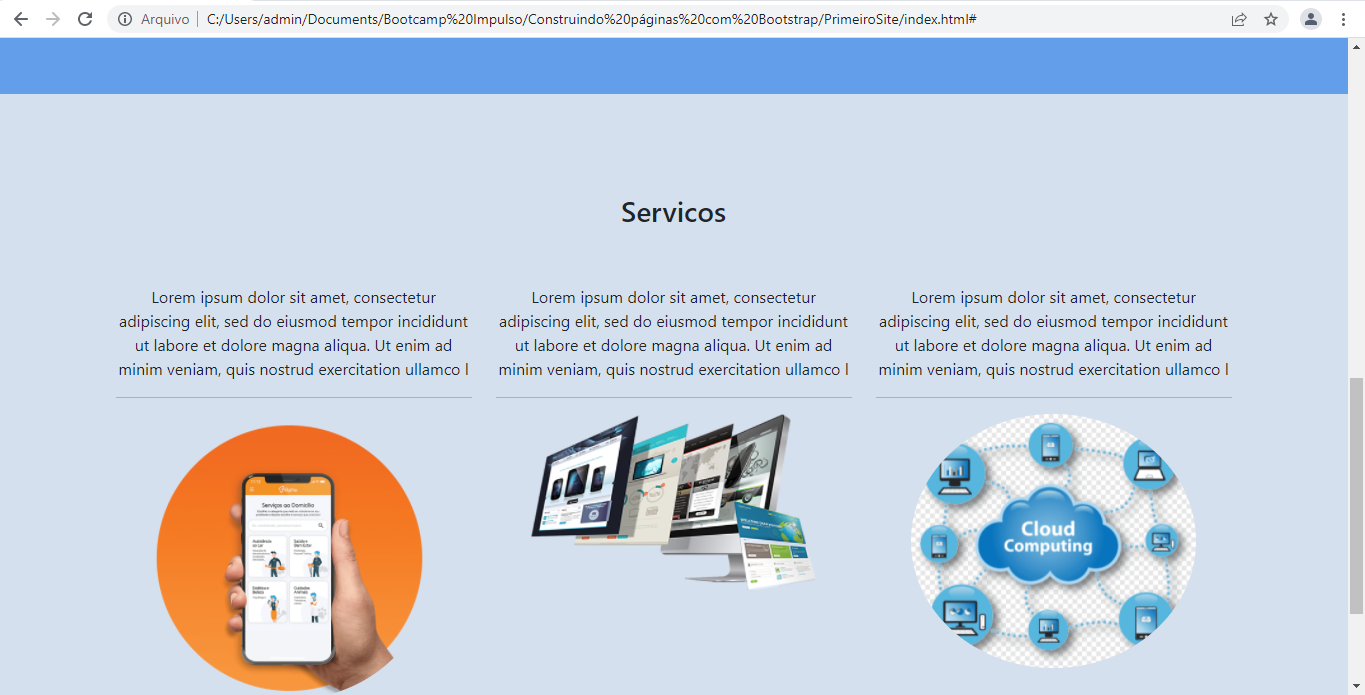 Arquivo
C:/Users/admin/Documents/Bootcamp%20Impulso/Construindo%20páginas%20com%20Bootstrap/PrimeiroSite/index.html#
Servicos
Lorem ipsum dolor sit amet, consectetur
adipiscing elit, sed do eiusmod tempor incididunt
ut labore et dolore magna aliqua. Ut enim ad
minim veniam, quis nostrud exercitation ullamco l
Lorem ipsum dolor sit amet, consectetur
adipiscing elit, sed do eiusmod tempor incididunt
ut labore et dolore magna aliqua. Ut enim ad
minim veniam, quis nostrud exercitation ullamco l
Lorem ipsum dolor sit amet, consectetur
adipiscing elit, sed do eiusmod tempor incididunt
ut labore et dolore magna aliqua. Ut enim ad
minim veniam, quis nostrud exercitation ullamco l
Serviços ao Domicílio
Cloud
Computing